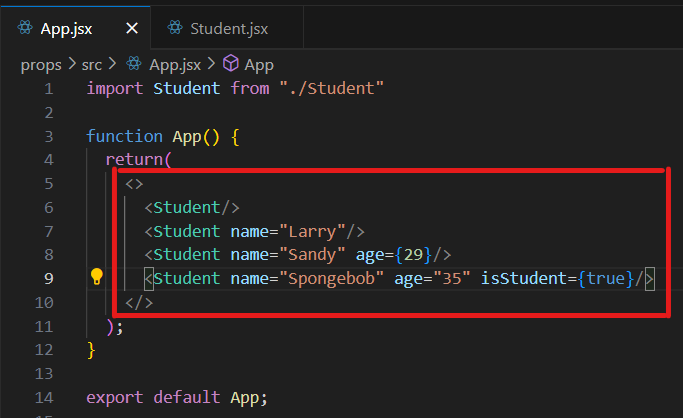 App.jsx Student.jsx
props > src > App.jsx > App
1 import Student from "./Student"
2
3 function App() {
4 return(
5 <>
6 <Student/>
7 <Student name="Larry"/>
8 <Student name="Sandy" age={29}/>
9 <Student name="Spongebob" age="35" isStudent={true}/>
10 </>
11 );
12 }
13
14 export default App;